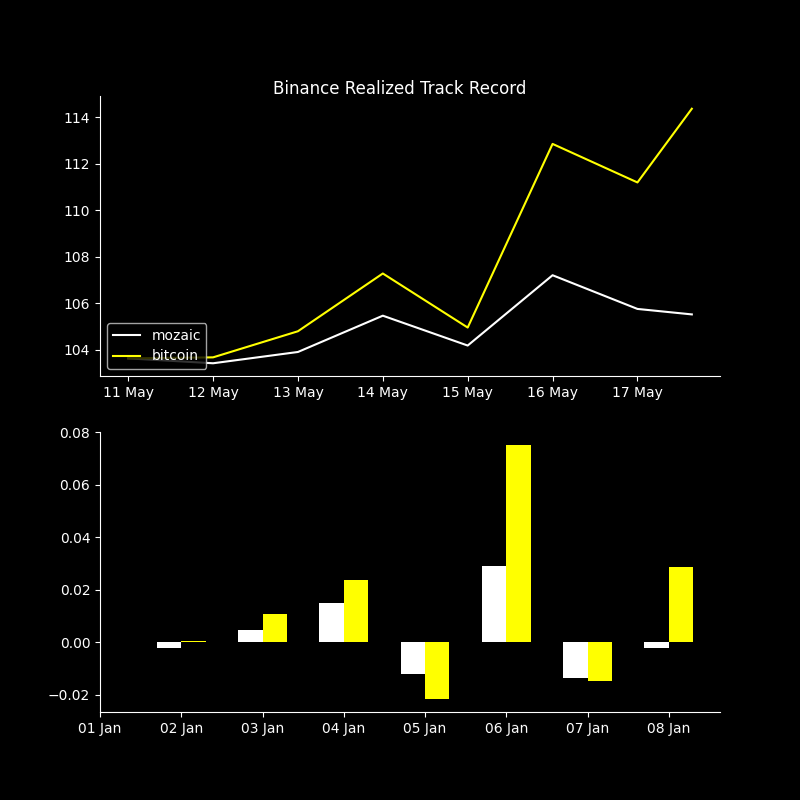 Binance Realized Track Record
114
112
110
108
106
104
mozaic
bitcoin
11 May 12 May 13 May 14 May 15 May 16 May 17 May
0.08
0.06
0.04
0.02
0.00
−0.02
01 Jan 02 Jan 03 Jan 04 Jan 05 Jan 06 Jan 07 Jan 08 Jan